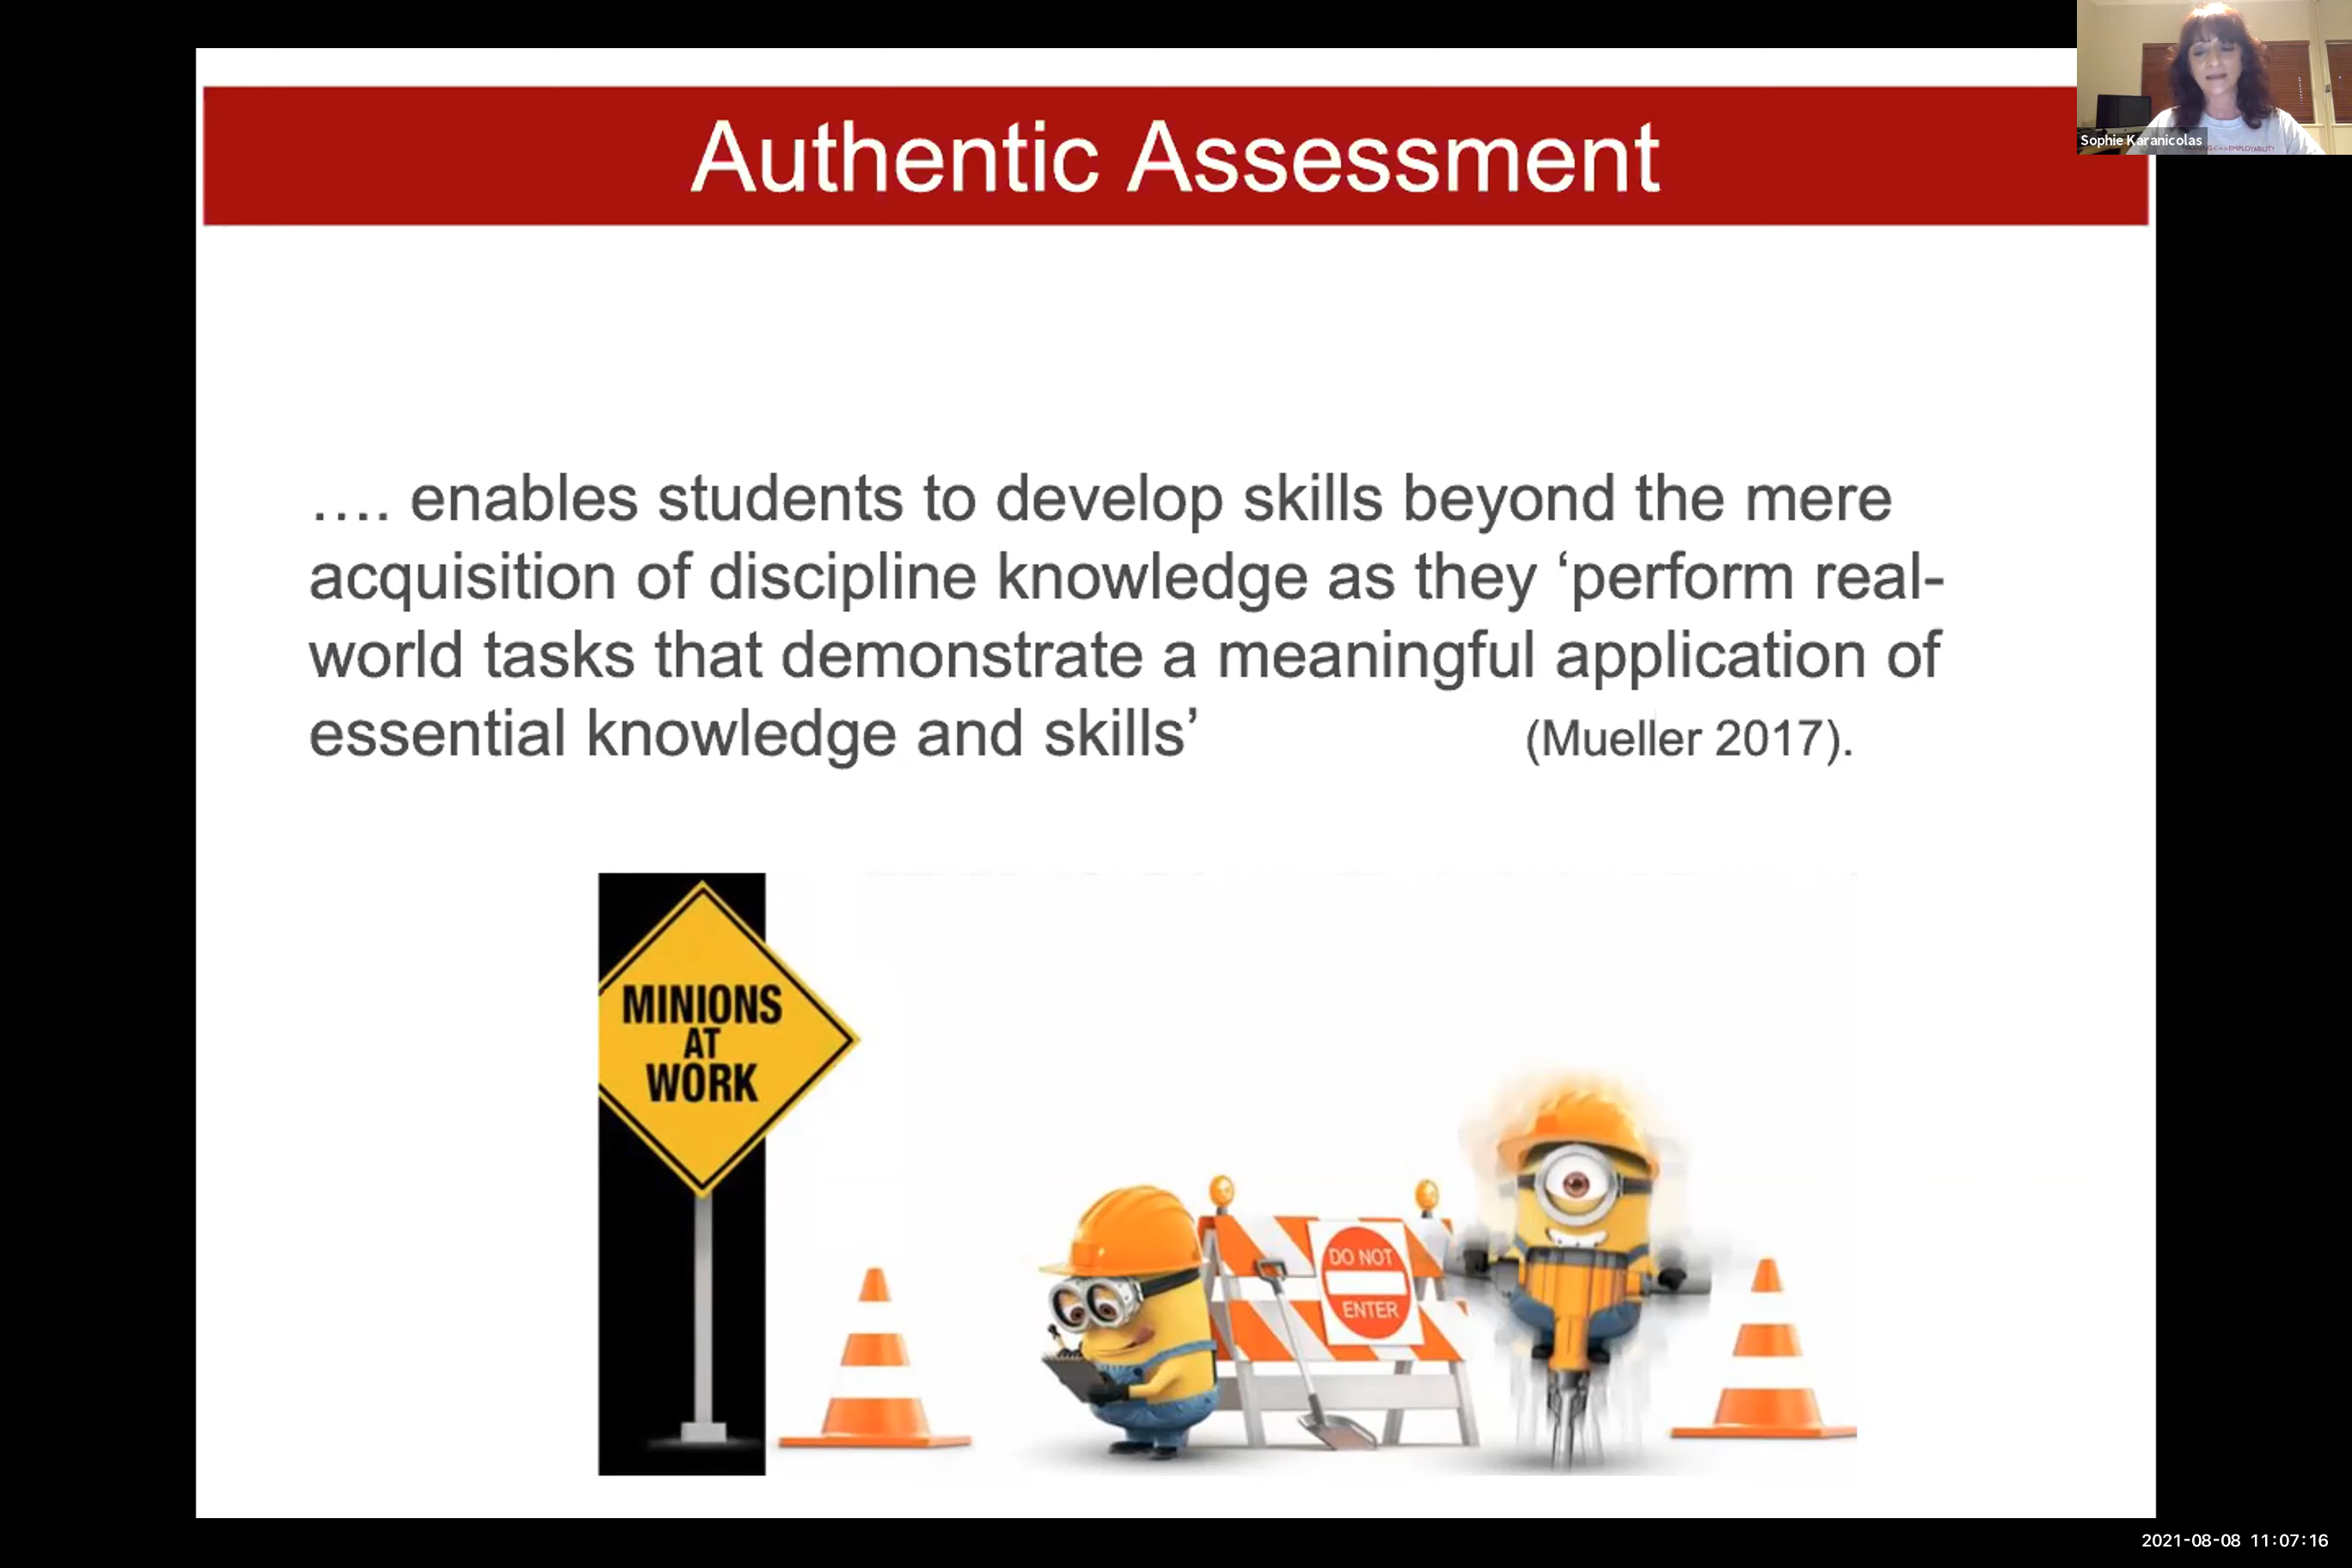 Authentic Assessment
Sophie Karanicolas
…. enables students to develop skills beyond the mere
acquisition of discipline knowledge as they ‘perform real-
world tasks that demonstrate a meaningful application of
essential knowledge and skills’ (Mueller 2017).
MINIONS
AT
WORK
DO NOT
ENTER
2021-08-08 11:07:16